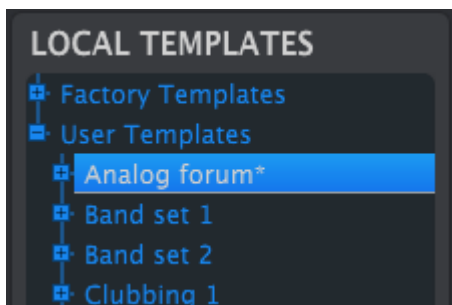 LOCAL TEMPLATES
Factory Templates
User Templates
Analog forum*
Band set 1
Band set 2
Clubbing 1